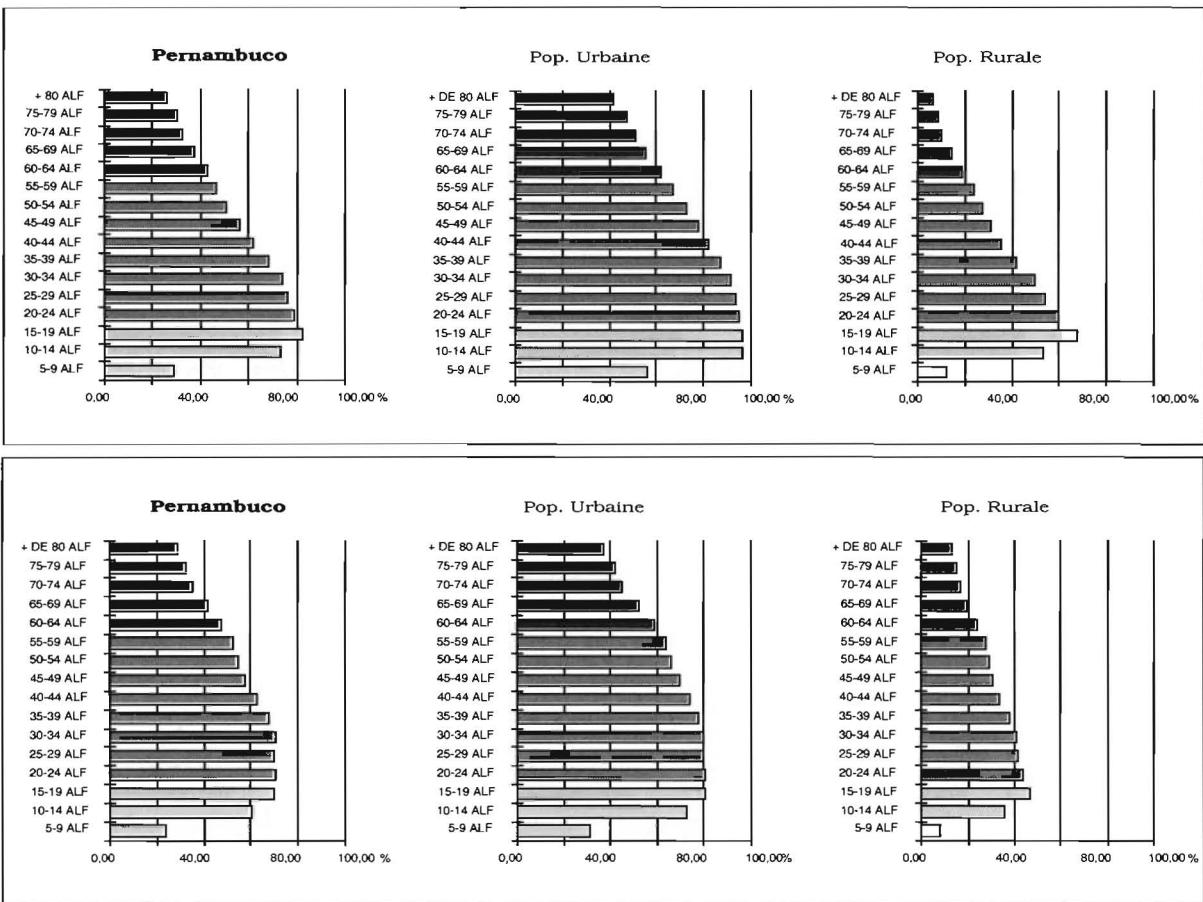 Pernambuco
+ 80 ALF
75-79 ALF
70-74 ALF
65-69 ALF
60-64 ALF
55-59 ALF
50-54 ALF
45-49 ALF
40-44 ALF
35-39 ALF
30-34 ALF
25-29 ALF
20-24 ALF
15-19 ALF
10-14 ALF
5-9 ALF
0,00 40,00 80,00 100,00 %
Pop. Urbaine
+ DE 80 ALF
75-79 ALF
70-74 ALF
65-69 ALF
60-64 ALF
55-59 ALF
50-54 ALF
45-49 ALF
40-44 ALF
35-39 ALF
30-34 ALF
25-29 ALF
20-24 ALF
15-19 ALF
10-14 ALF
5-9 ALF
0,00 40,00 80,00 100,00 %
Pop. Rurale
+ DE 80 ALF
75-79 ALF
70-74 ALF
65-69 ALF
60-64 ALF
55-59 ALF
50-54 ALF
45-49 ALF
40-44 ALF
35-39 ALF
30-34 ALF
25-29 ALF
20-24 ALF
15-19 ALF
10-14 ALF
5-9 ALF
0,00 40,00 80,00 100,00 %
Pernambuco
+ DE 80 ALF
75-79 ALF
70-74 ALF
65-69 ALF
60-64 ALF
55-59 ALF
50-54 ALF
45-49 ALF
40-44 ALF
35-39 ALF
30-34 ALF
25-29 ALF
20-24 ALF
15-19 ALF
10-14 ALF
5-9 ALF
0,00 40,00 80,00 100,00 %
Pop. Urbaine
+ DE 80 ALF
75-79 ALF
70-74 ALF
65-69 ALF
60-64 ALF
55-59 ALF
50-54 ALF
45-49 ALF
40-44 ALF
35-39 ALF
30-34 ALF
25-29 ALF
20-24 ALF
15-19 ALF
10-14 ALF
5-9 ALF
0,00 40,00 80,00 100,00 %
Pop. Rurale
+ DE 80 ALF
75-79 ALF
70-74 ALF
65-69 ALF
60-64 ALF
55-59 ALF
50-54 ALF
45-49 ALF
40-44 ALF
35-39 ALF
30-34 ALF
25-29 ALF
20-24 ALF
15-19 ALF
10-14 ALF
5-9 ALF
0,00 40,00 80,00 100,00 %